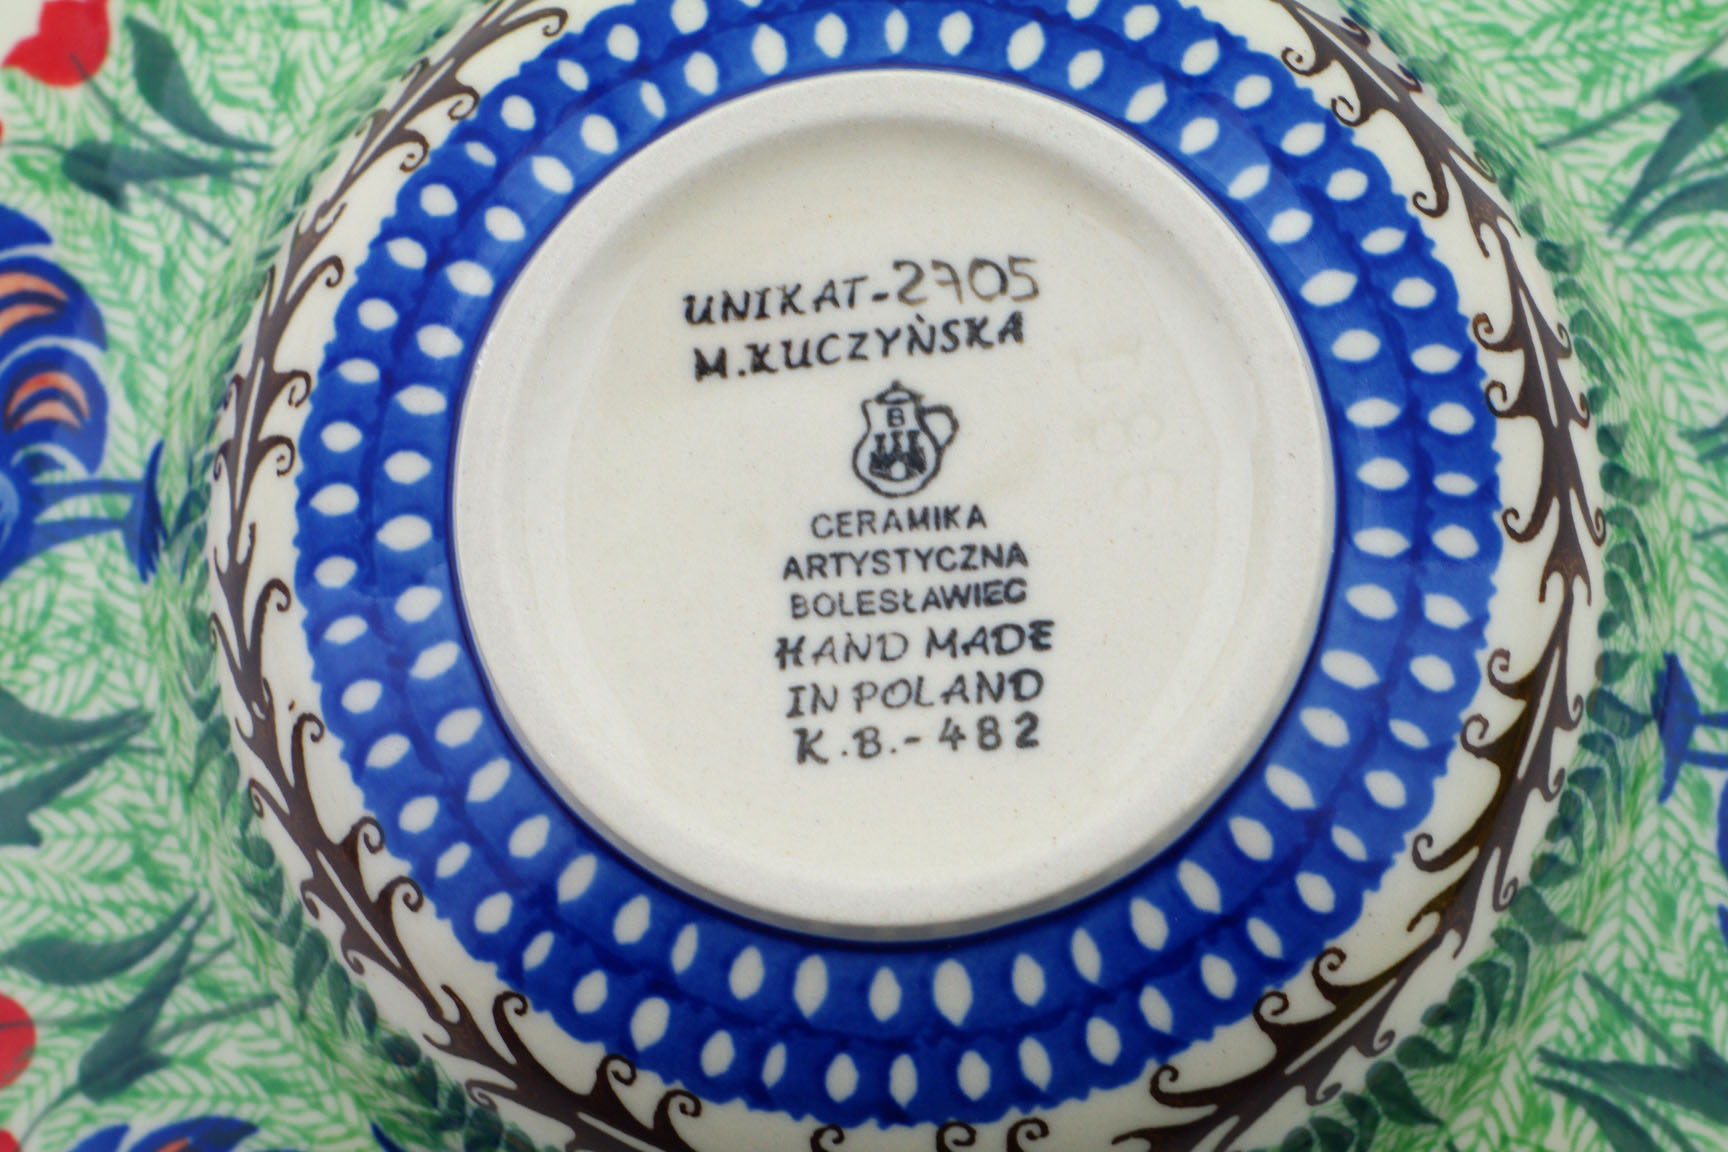 UNIKAT-2705
M.KUCZYŃSKA
B
CERAMIKA
ARTYSTYCZNA
BOLESŁAWIEC
HAND MADE
IN POLAND
K.B.-482